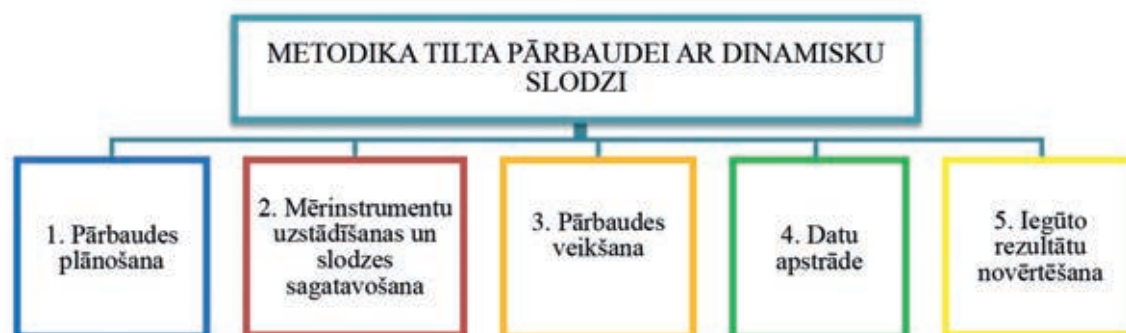 METODIKA TILTA PĀRBAUDEI AR DINAMISKU
SLODZI
1. Pārbaudes
plānošana
2. Mērinstrumentu
uzstādīšanas un
slodzes
sagatavošana
3. Pārbaudes
veikšana
4. Datu
apstrāde
5. Iegūto
rezultātu
novērtēšana